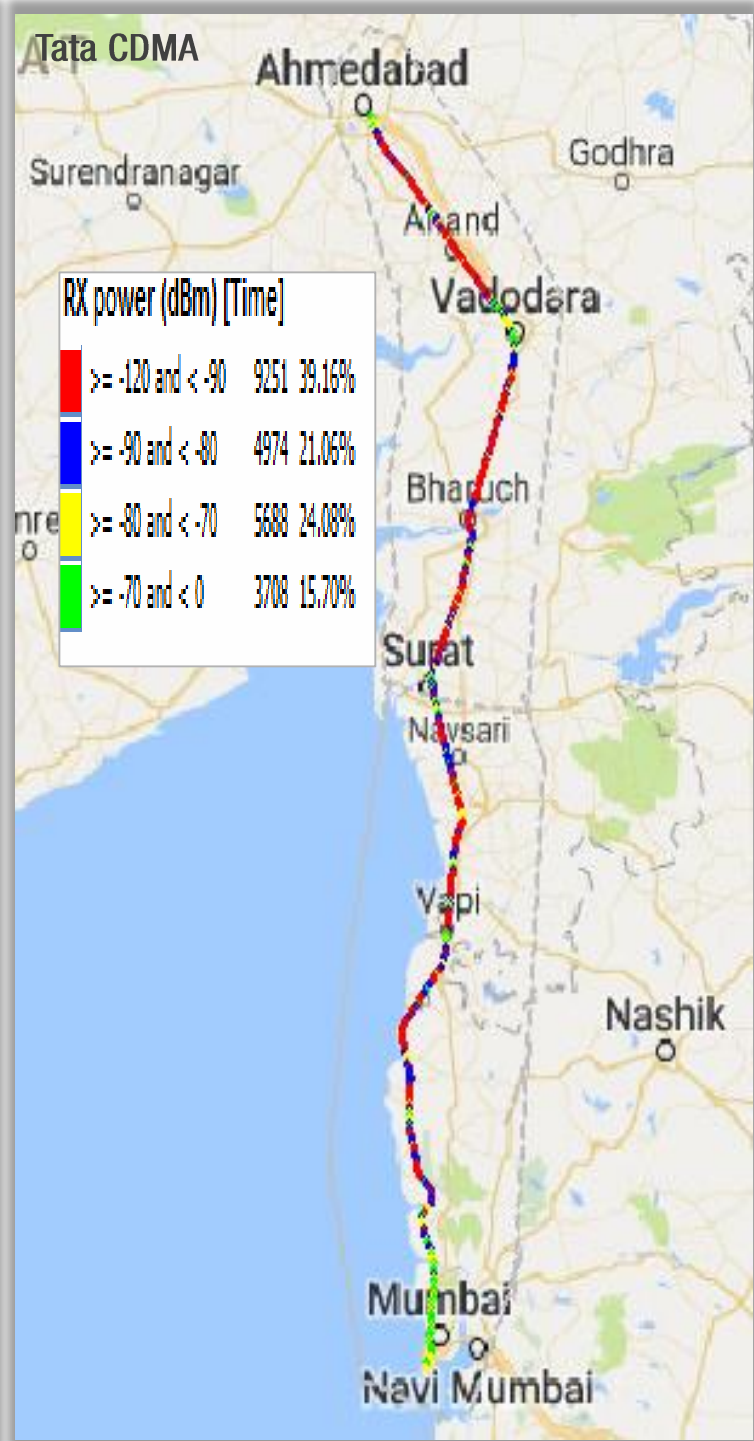 Tata CDMA
Ahmedabad
Godhra
Surendranagar
Anand
RX power (dBm) [Time]
Vadodara
>= -120 and < -90 9251 39.16%
>= -90 and < -80 4974 21.06%
Bharuch
>= -80 and < -70 5688 24.08%
>= -70 and < 0 3708 15.70%
Surat
Navsari
Vapi
Nashik
Mumbai
Navi Mumbai